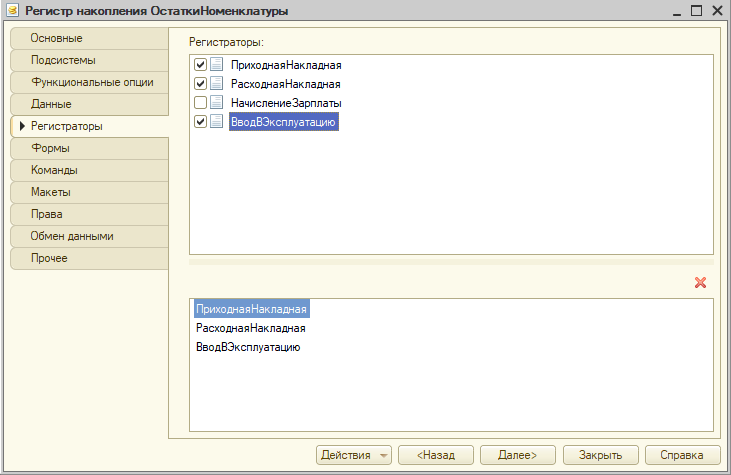 Регистр накопления ОстаткиНоменклатуры
Основные
Подсистемы
Функциональные опции
Данные
Регистраторы
Формы
Команды
Макеты
Права
Обмен данными
Прочее
Регистраторы:
ПриходнаяНакладная
РасходнаяНакладная
НачислениеЗарплаты
ВводВЭксплуатацию
ПриходнаяНакладная
РасходнаяНакладная
ВводВЭксплуатацию
Действия
<Назад
Далее>
Закрыть
Справка